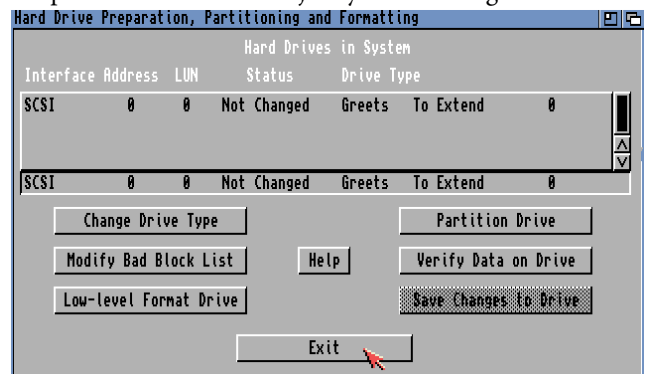 Hard Drive Preparation, Partitioning and Formatting
Hard Drives in System
Interface Address LUN Status Drive Type
SCSI 0 0 Not Changed Greets To Extend 0
SCSI 0 0 Not Changed Greets To Extend 0
Change Drive Type Partition Drive
Modify Bad Block List Help Verify Data on Drive
Low-level Format Drive Save Changes to Drive
Exit